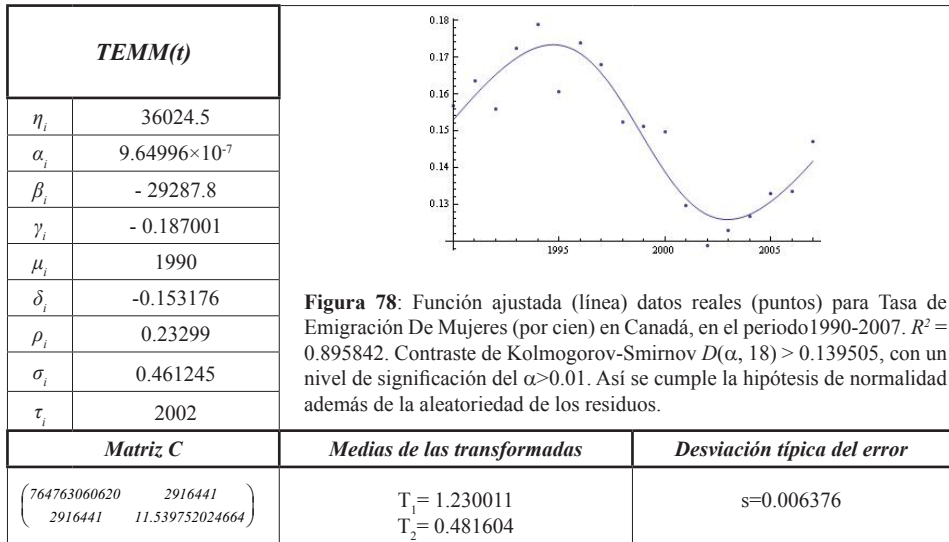 TEMM(t)
η_i 36024.5
α_i 9.64996×10^-7
β_i - 29287.8
γ_i - 0.187001
μ_i 1990
δ_i -0.153176
ρ_i 0.23299
σ_i 0.461245
τ_i 2002
0.18
0.17
0.16
0.15
0.14
0.13
1995 2000 2005
Figura 78: Función ajustada (línea) datos reales (puntos) para Tasa de
Emigración De Mujeres (por cien) en Canadá, en el periodo1990-2007. R² =
0.895842. Contraste de Kolmogorov-Smirnov D(α, 18) > 0.139505, con un
nivel de significación del α>0.01. Así se cumple la hipótesis de normalidad
además de la aleatoriedad de los residuos.
Matriz C Medias de las transformadas Desviación típica del error
764763060620 2916441
2916441 11.539752024664
T₁= 1.230011
T₂= 0.481604
s=0.006376